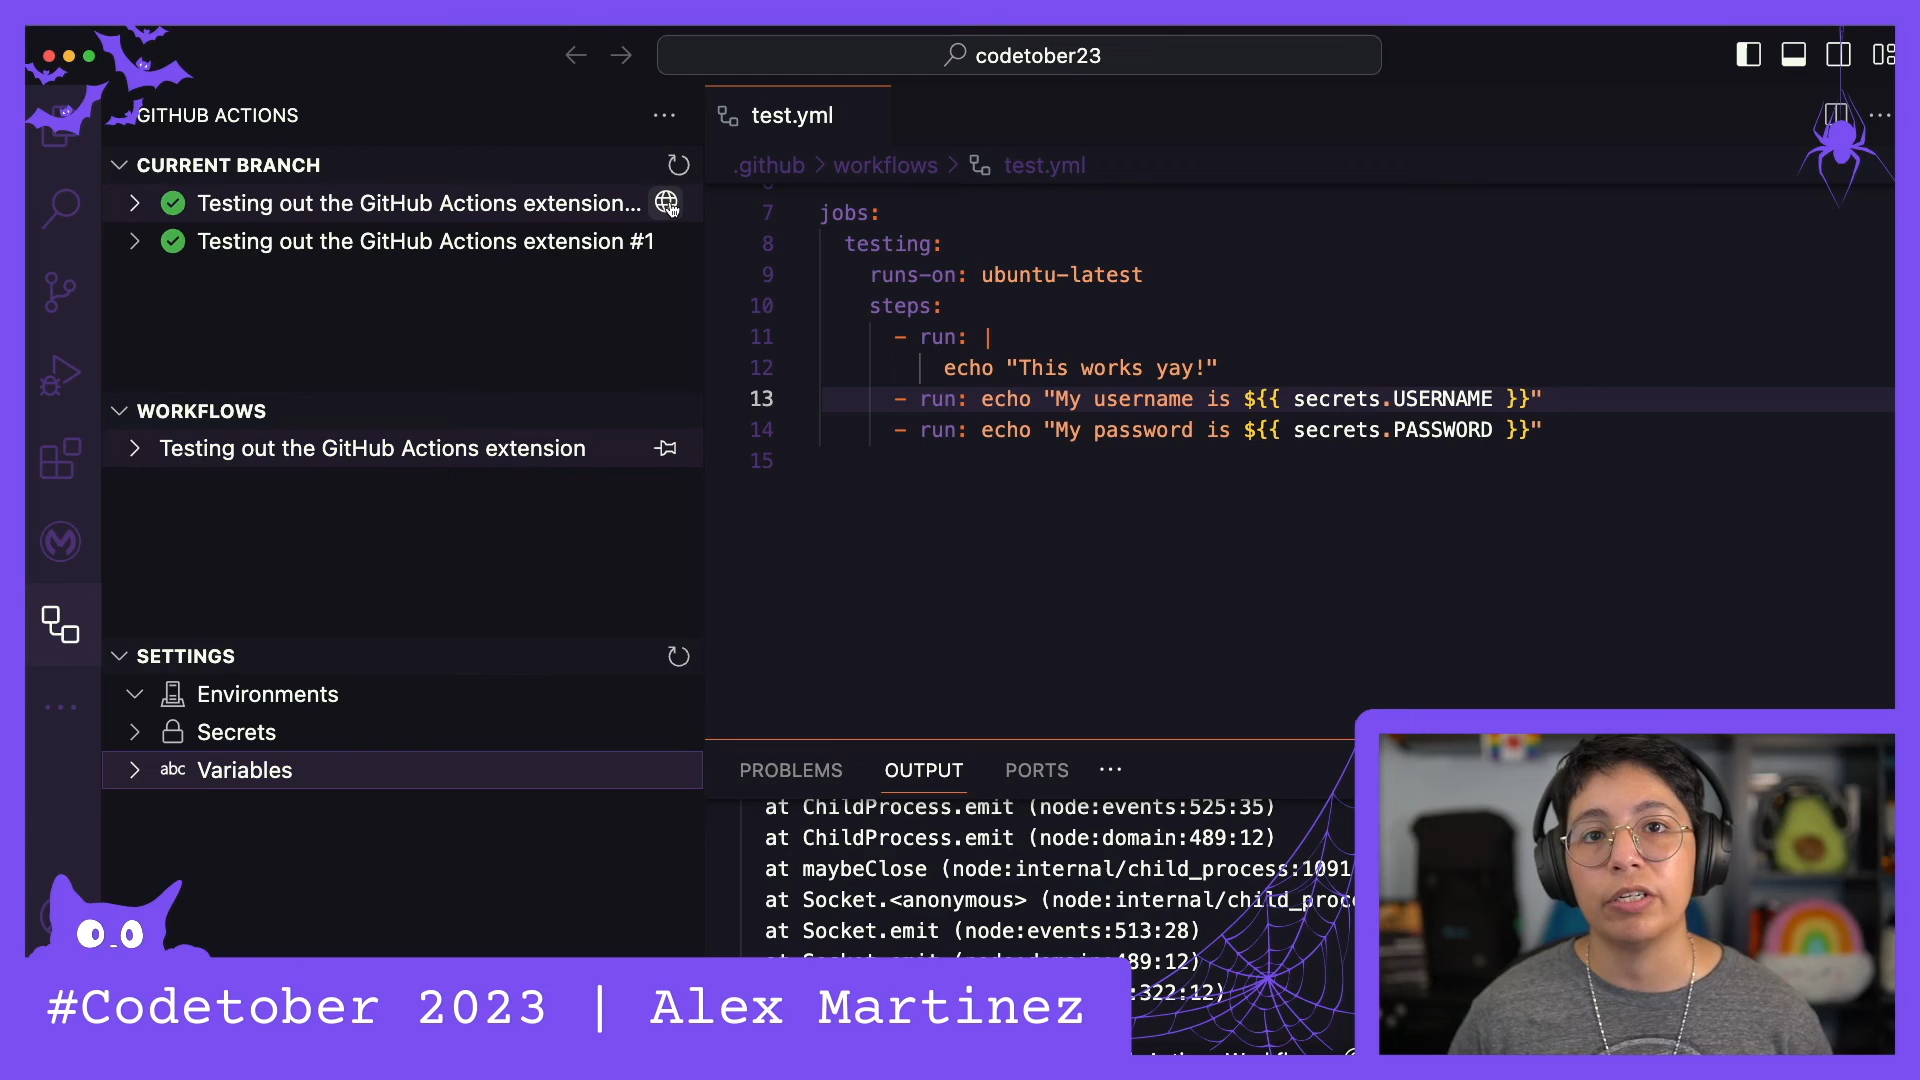 codetober23
GITHUB ACTIONS
CURRENT BRANCH
Testing out the GitHub Actions extension...
Testing out the GitHub Actions extension #1
WORKFLOWS
Testing out the GitHub Actions extension
SETTINGS
Environments
Secrets
abc Variables
test.yml
.github > workflows > test.yml
7 jobs:
8 testing:
9 runs-on: ubuntu-latest
10 steps:
11 - run: |
12 echo "This works yay!"
13 - run: echo "My username is ${{ secrets.USERNAME }}"
14 - run: echo "My password is ${{ secrets.PASSWORD }}"
15
PROBLEMS OUTPUT PORTS
at ChildProcess.emit (node:events:525:35)
at ChildProcess.emit (node:domain:489:12)
at maybeClose (node:internal/child_process:1091
at Socket.<anonymous> (node:internal/child_proc
at Socket.emit (node:events:513:28)
89:12)
:322:12)
#Codetober 2023 | Alex Martinez